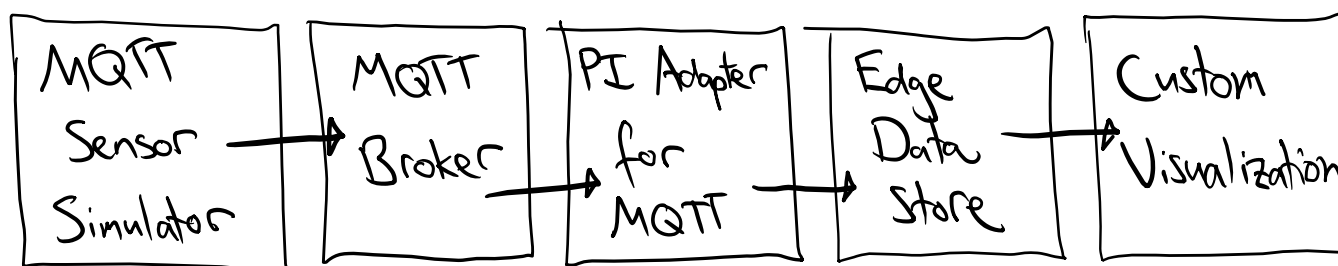 MQTT
Sensor
Simulator
MQTT
Broker
PI Adapter
for
MQTT
Edge
Data
Store
Custom
Visualization